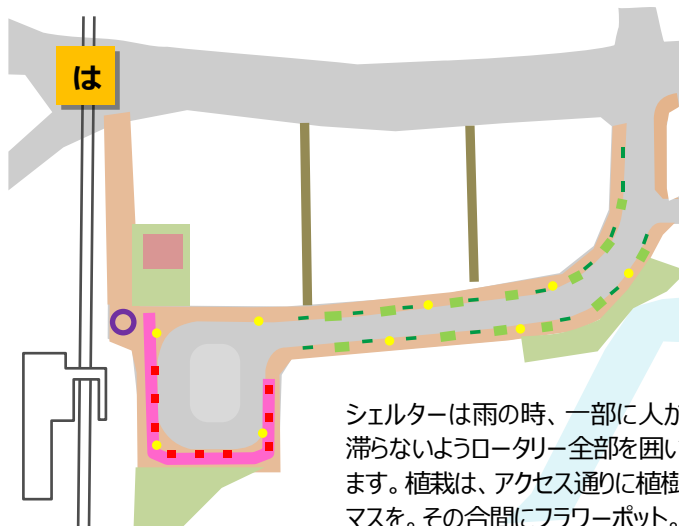 は
シェルターは雨の時、一部に人が
滞らないようロータリー全部を囲い
ます。植栽は、アクセス通りに植樹
マスを。その合間にフラワーポット。